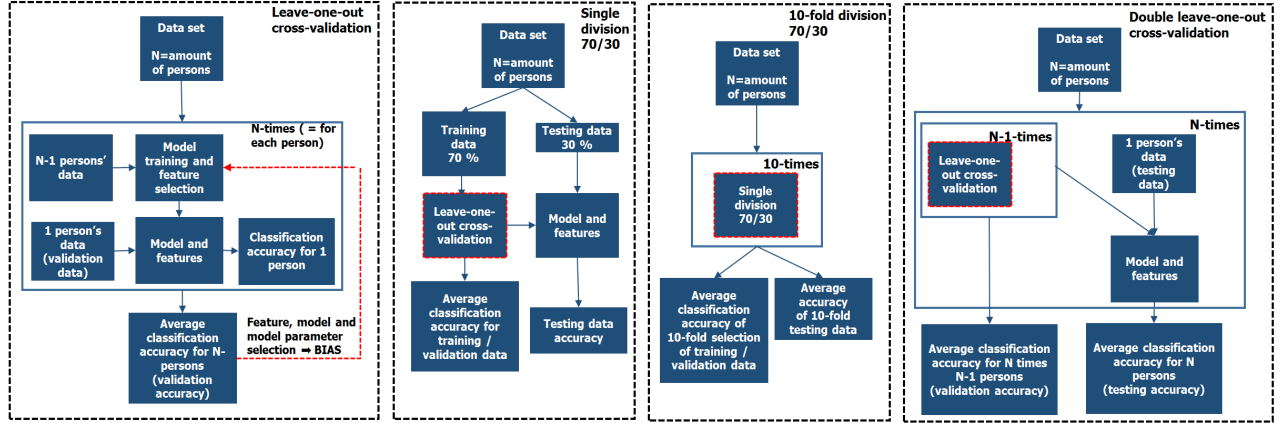 Leave-one-out
cross-validation
Data set
N=amount
of persons
N-times ( = for
each person)
N-1 persons'
data
Model
training and
feature
selection
1 person's
data
(validation
data)
Model and
features
Classification
accuracy for 1
person
Average
classification
accuracy for N-
persons
(validation
accuracy)
Feature, model and
model parameter
selection ➡ BIAS
Single
division
70/30
Data set
N=amount
of persons
Training
data
70 %
Testing data
30 %
Leave-one-
out cross-
validation
Model and
features
Average
classification
accuracy for
training /
validation data
Testing data
accuracy
10-fold division
70/30
Data set
N=amount
of persons
10-times
Single
division
70/30
Average
classification
accuracy of
10-fold selection
of training /
validation data
Average
accuracy
of 10-fold
testing data
Double leave-one-out
cross-validation
Data set
N=amount
of persons
N-times
N-1-times
Leave-one-
out cross-
validation
1 person's
data
(testing
data)
Model and
features
Average classification
accuracy for N times
N-1 persons
(validation accuracy)
Average classification
accuracy for N
persons
(testing accuracy)